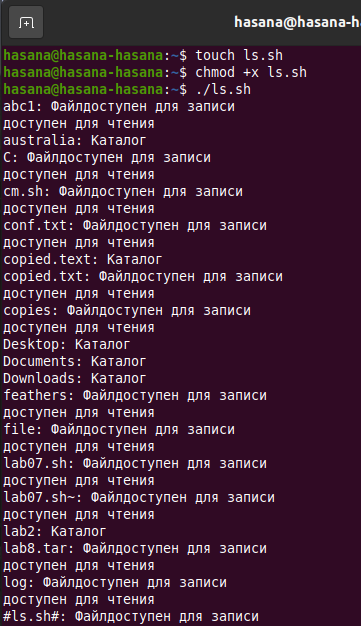 hasana@hasana-hasana
hasana@hasana-hasana:~$ touch ls.sh
hasana@hasana-hasana:~$ chmod +x ls.sh
hasana@hasana-hasana:~$ ./ls.sh
abc1: Файлдоступен для записи
доступен для чтения
australia: Каталог
C: Файлдоступен для записи
доступен для чтения
cm.sh: Файлдоступен для записи
доступен для чтения
conf.txt: Файлдоступен для записи
доступен для чтения
copied.text: Каталог
copied.txt: Файлдоступен для записи
доступен для чтения
copies: Файлдоступен для записи
доступен для чтения
Desktop: Каталог
Documents: Каталог
Downloads: Каталог
feathers: Файлдоступен для записи
доступен для чтения
file: Файлдоступен для записи
доступен для чтения
lab07.sh: Файлдоступен для записи
доступен для чтения
lab07.sh~: Файлдоступен для записи
доступен для чтения
lab2: Каталог
lab8.tar: Файлдоступен для записи
доступен для чтения
log: Файлдоступен для записи
доступен для чтения
#ls.sh#: Файлдоступен для записи